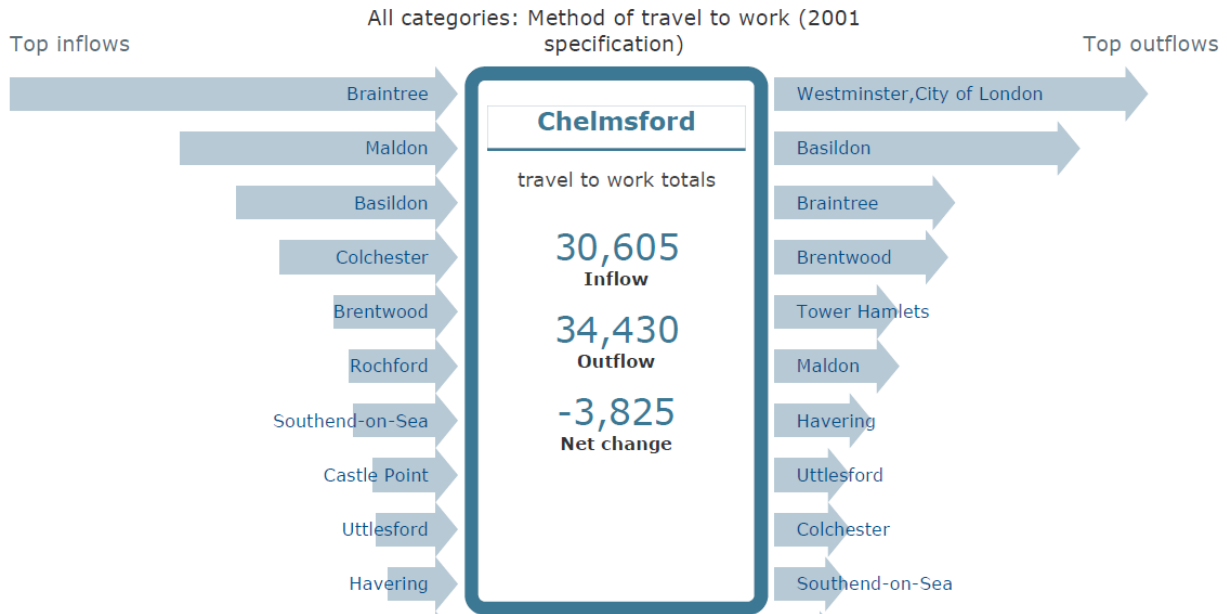 All categories: Method of travel to work (2001
specification)
Top inflows
Top outflows
Braintree
Maldon
Basildon
Colchester
Brentwood
Rochford
Southend-on-Sea
Castle Point
Uttlesford
Havering
Chelmsford
travel to work totals
30,605
Inflow
34,430
Outflow
-3,825
Net change
Westminster,City of London
Basildon
Braintree
Brentwood
Tower Hamlets
Maldon
Havering
Uttlesford
Colchester
Southend-on-Sea